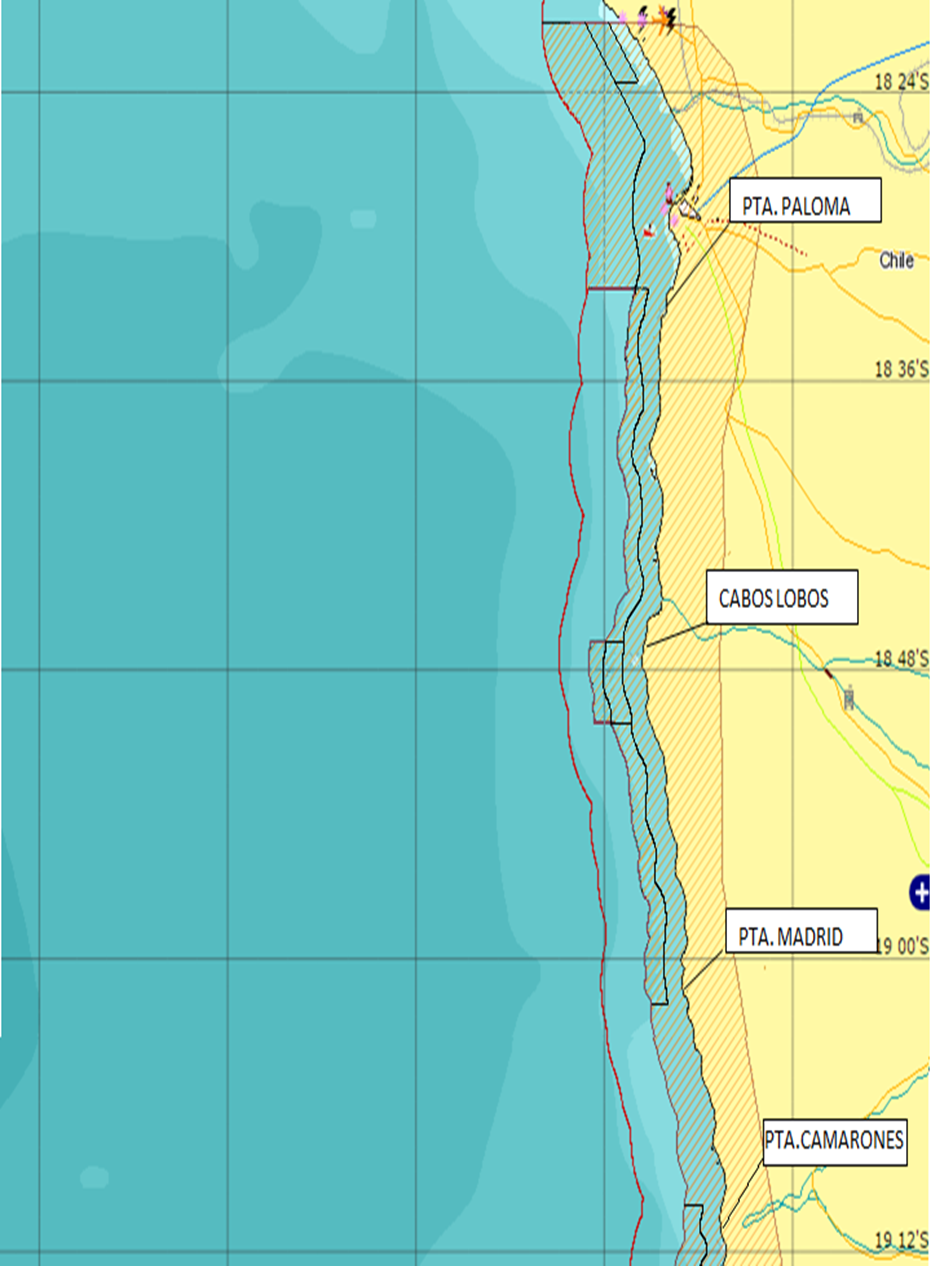 18 24'S
PTA. PALOMA
Chile
18 36'S
CABOS LOBOS
18 48'S
PTA. MADRID
19 00'S
PTA.CAMARONES
19 12'S